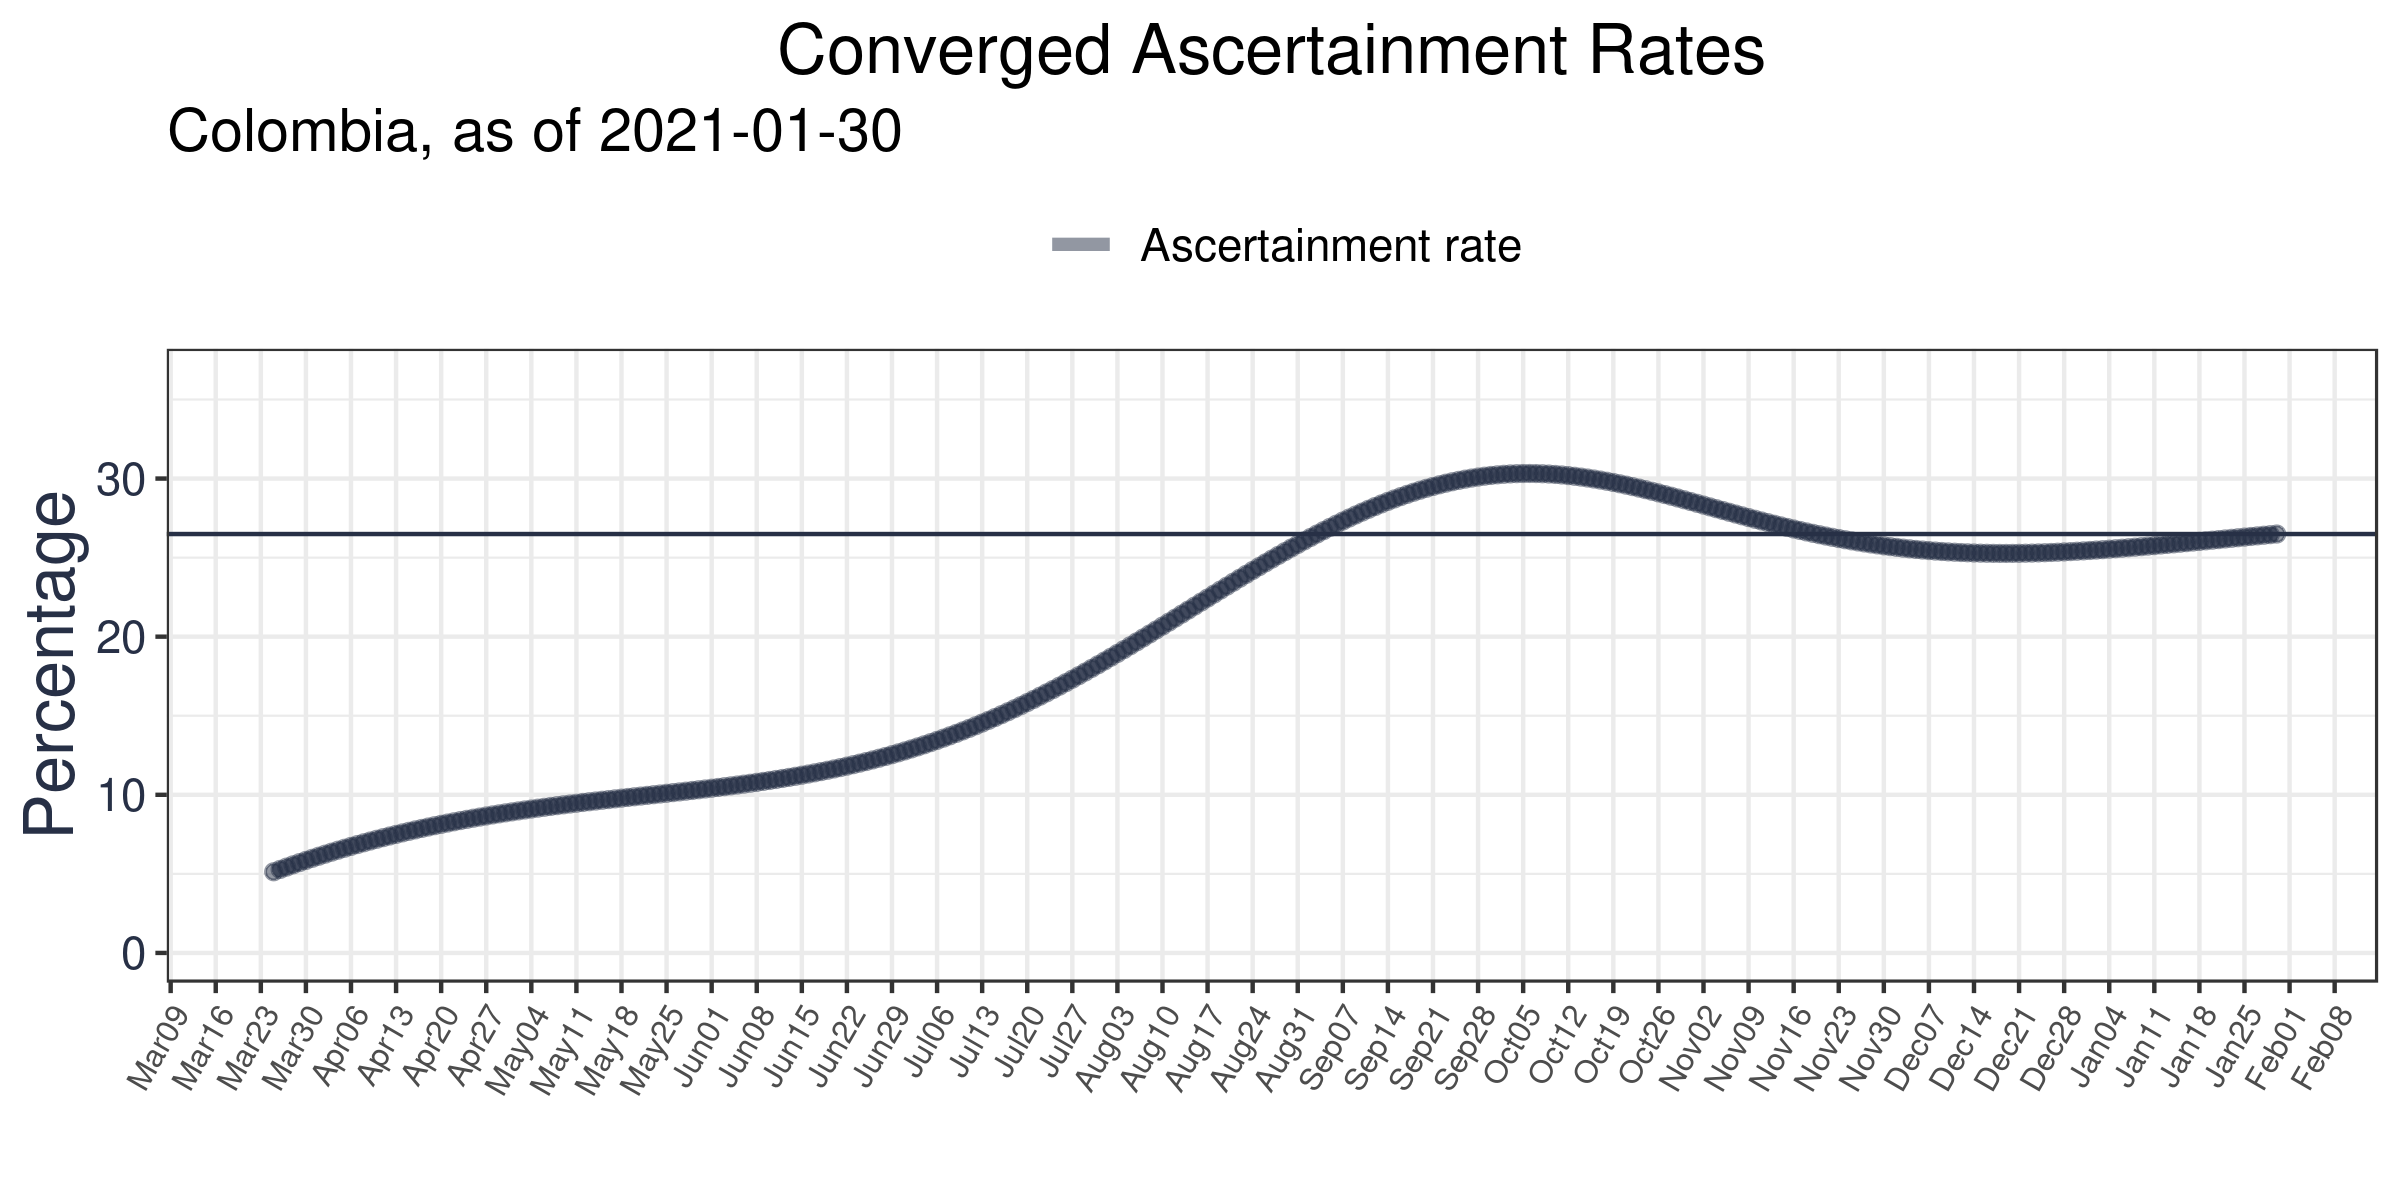 Converged Ascertainment Rates
Colombia, as of 2021-01-30
Ascertainment rate
Percentage
30
20
10
0
Mar09 Mar16 Mar23 Mar30 Apr06 Apr13 Apr20 Apr27 May04 May11 May18 May25 Jun01 Jun08 Jun15 Jun22 Jun29 Jul06 Jul13 Jul20 Jul27 Aug03 Aug10 Aug17 Aug24 Aug31 Sep07 Sep14 Sep21 Sep28 Oct05 Oct12 Oct19 Oct26 Nov02 Nov09 Nov16 Nov23 Nov30 Dec07 Dec14 Dec21 Dec28 Jan04 Jan11 Jan18 Jan25 Feb01 Feb08